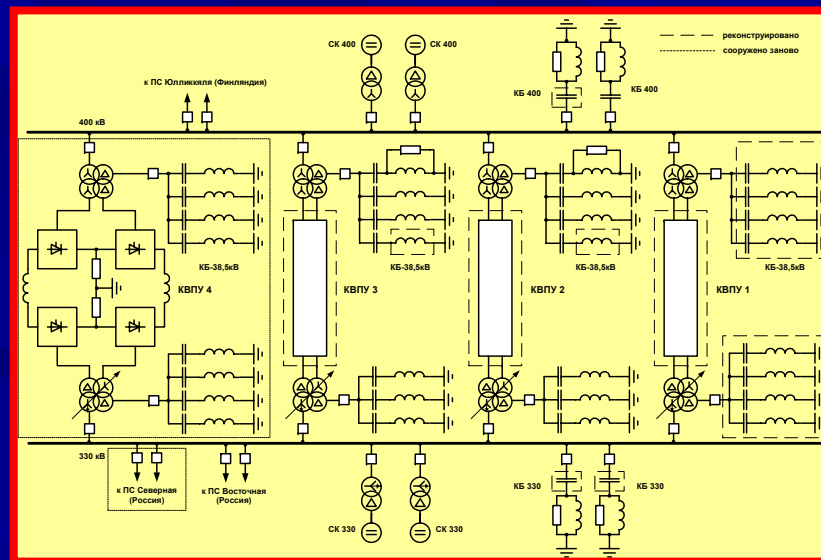 СК 400
СК 400
реконструировано
сооружено заново
к ПС Юлликкяля (Финляндия)
КБ 400
КБ 400
400 кВ
КБ-38,5кВ
КБ-38,5кВ
КБ-38,5кВ
КБ-38,5кВ
КВПУ 4
КВПУ 3
КВПУ 2
КВПУ 1
330 кВ
к ПС Северная
(Россия)
к ПС Восточная
(Россия)
КБ 330
КБ 330
СК 330
СК 330